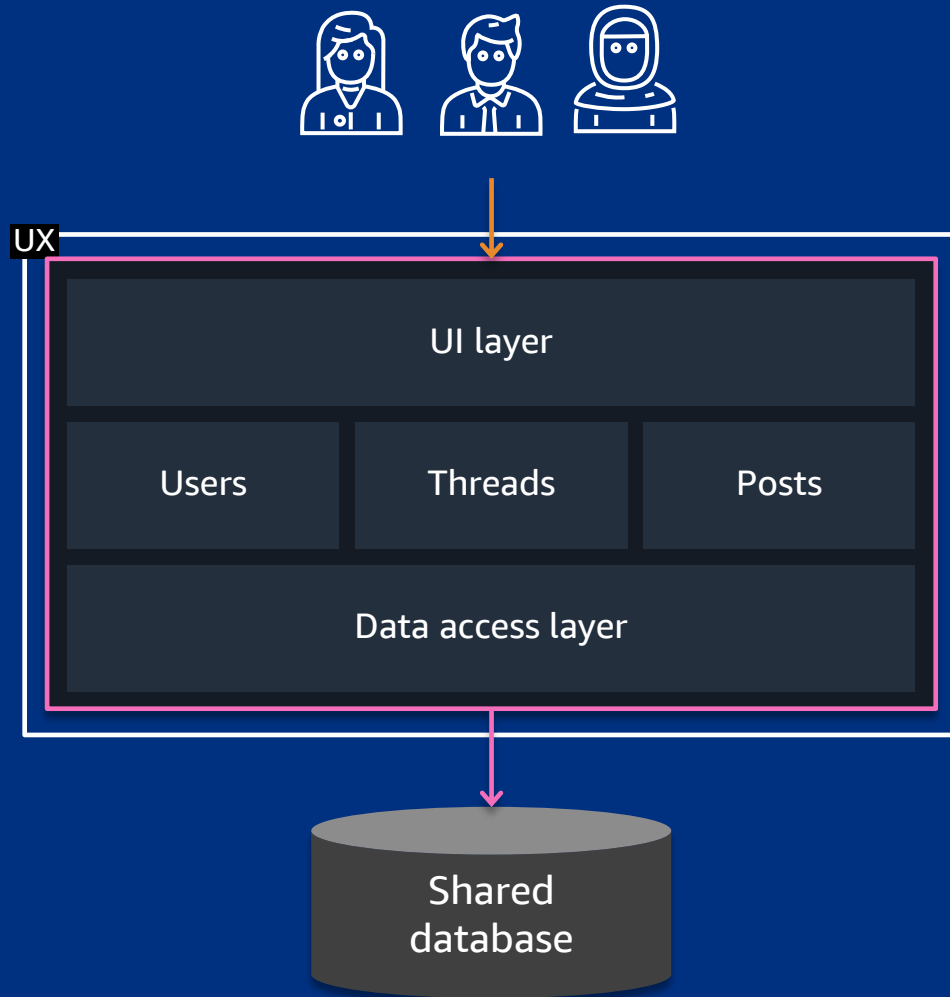 UX
UI layer
Users
Threads
Posts
Data access layer
Shared
database